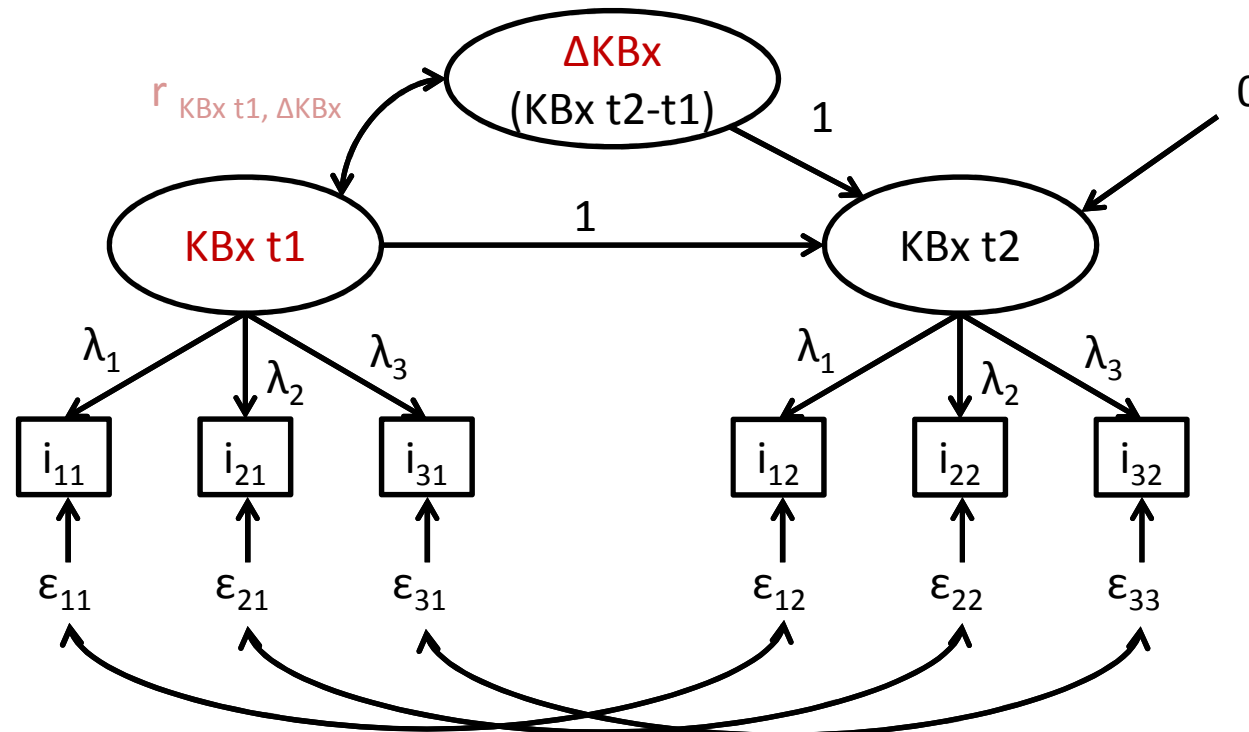 ΔKBx
(KBx t2-t1)
r KBx t1, ΔKBx
1
0
KBx t1
1
KBx t2
λ₁
λ₂
λ₃
λ₁
λ₂
λ₃
i₁₁
i₂₁
i₃₁
i₁₂
i₂₂
i₃₂
ε₁₁
ε₂₁
ε₃₁
ε₁₂
ε₂₂
ε₃₃